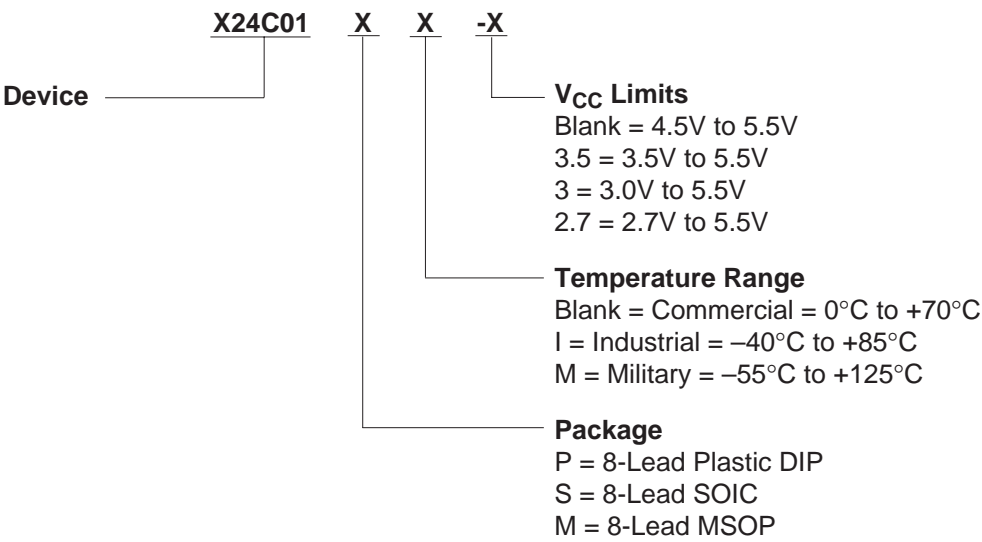 X24C01 X X -X
Device
VCC Limits
Blank = 4.5V to 5.5V
3.5 = 3.5V to 5.5V
3 = 3.0V to 5.5V
2.7 = 2.7V to 5.5V
Temperature Range
Blank = Commercial = 0°C to +70°C
I = Industrial = –40°C to +85°C
M = Military = –55°C to +125°C
Package
P = 8-Lead Plastic DIP
S = 8-Lead SOIC
M = 8-Lead MSOP